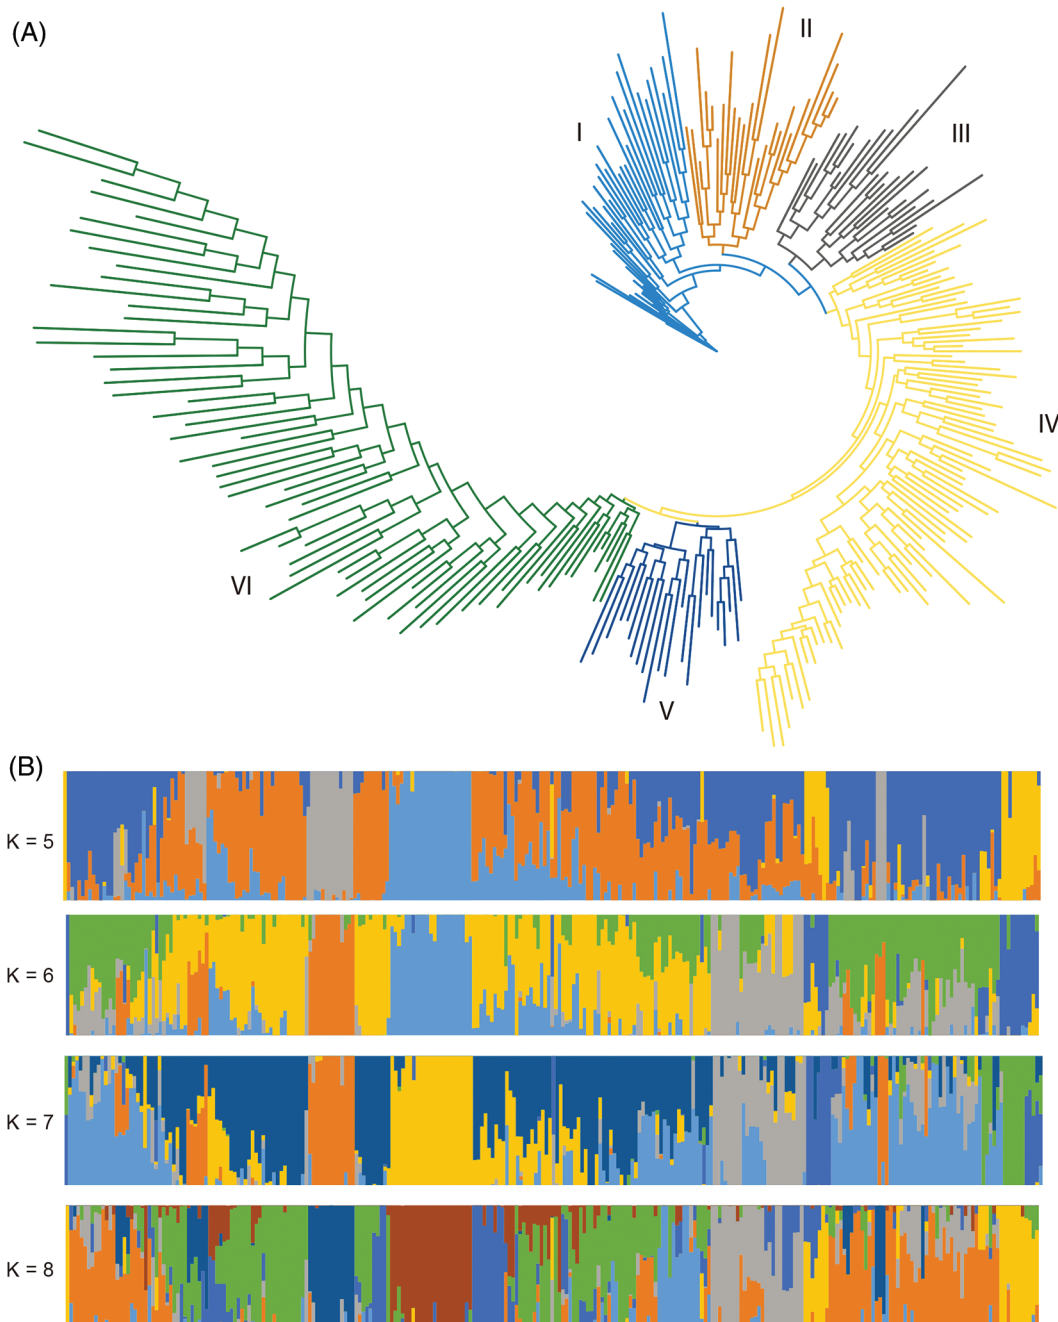 (A)
I
II
III
IV
V
VI
(B)
K = 5
K = 6
K = 7
K = 8